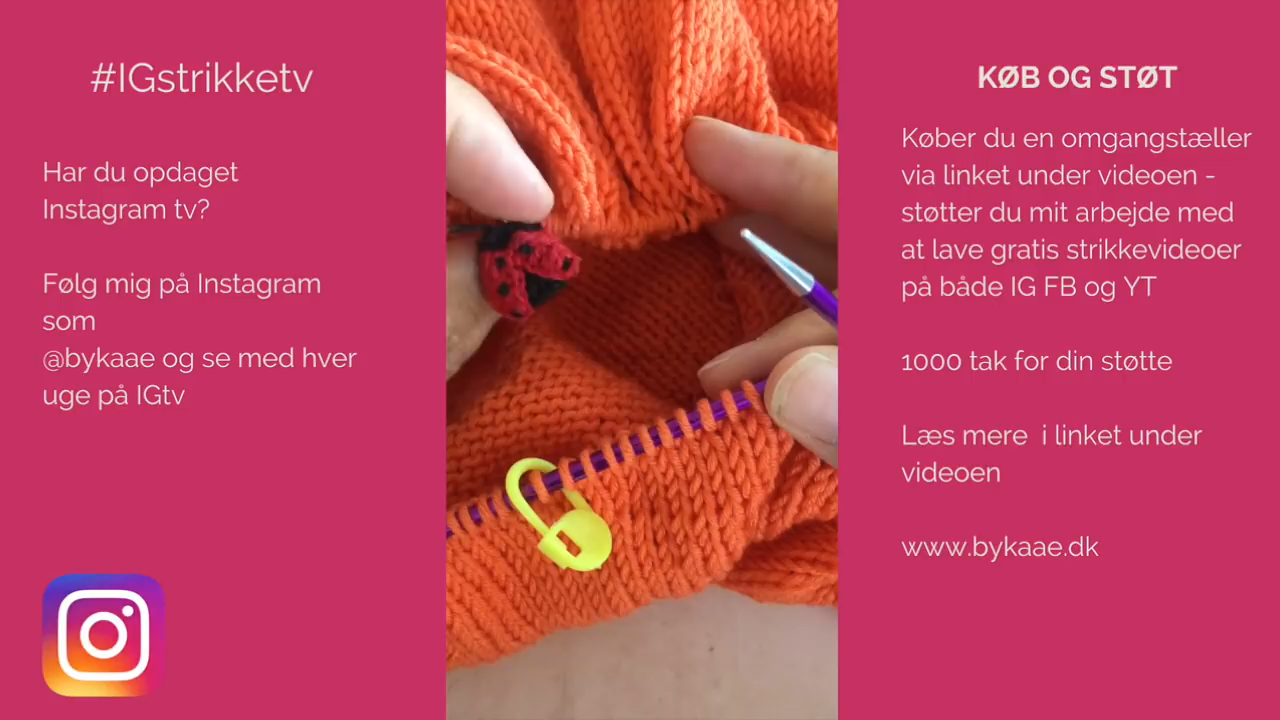 #IGstrikketv
Har du opdaget
Instagram tv?
Følg mig på Instagram
som
@bykaae og se med hver
uge på IGtv
KØB OG STØT
Køber du en omgangstæller
via linket under videoen -
støtter du mit arbejde med
at lave gratis strikkevideoer
på både IG FB og YT
1000 tak for din støtte
Læs mere  i linket under
videoen
www.bykaae.dk